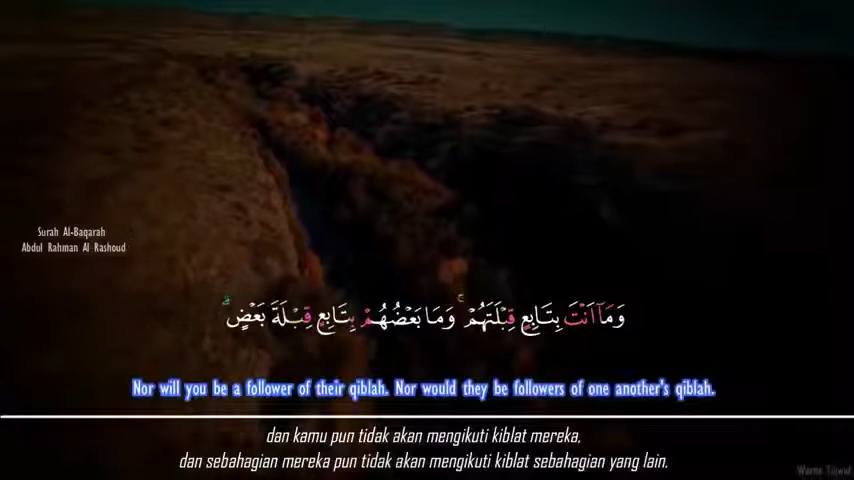 Surah Al-Baqarah
Abdul Rahman Al Rashoud
وَمَآ اَنْتَ بِتَابِعٍ قِبْلَتَهُمْ ۚ وَمَا بَعْضُهُمْ بِتَابِعٍ قِبْلَةَ بَعْضٍ ۗ
Nor will you be a follower of their qiblah. Nor would they be followers of one another's qiblah.
dan kamu pun tidak akan mengikuti kiblat mereka,
dan sebahagian mereka pun tidak akan mengikuti kiblat sebahagian yang lain.
Warna Tajwid